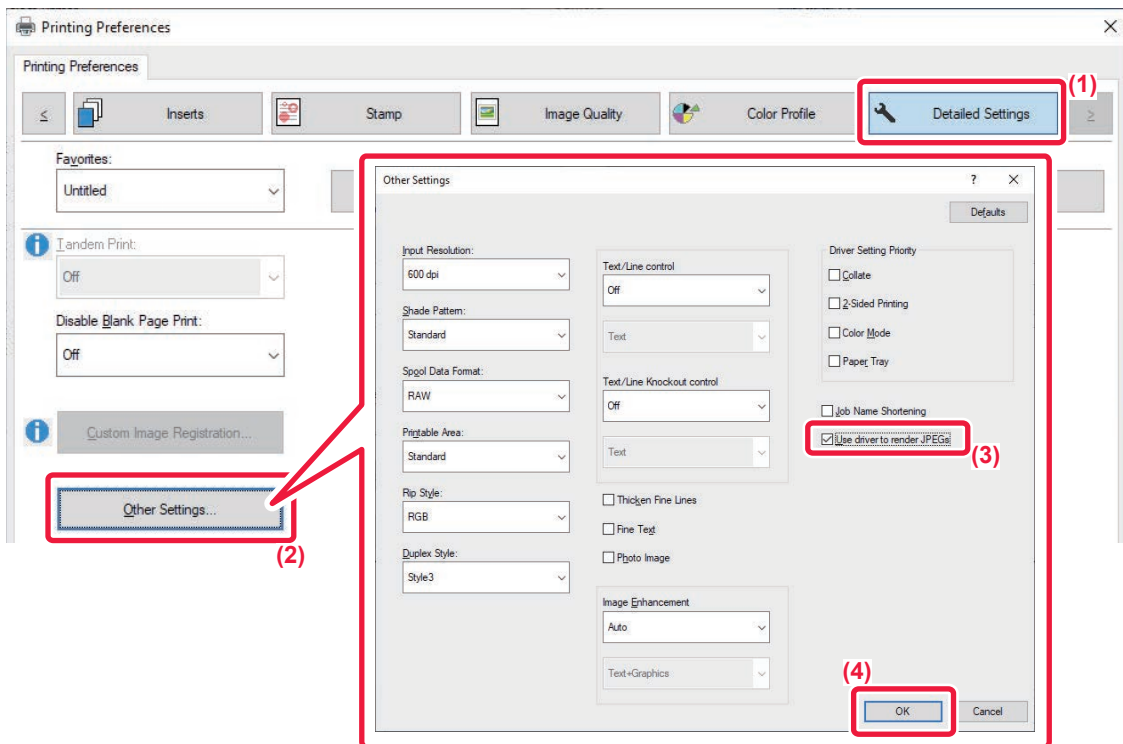 Printing Preferences
Printing Preferences
(1)
< Inserts Stamp Image Quality Color Profile Detailed Settings >
Favorites:
Untitled
Tandem Print:
Off
Disable Blank Page Print:
Off
Custom Image Registration...
Other Settings...
(2)
Other Settings ?
Defaults
Input Resolution:
600 dpi
Shade Pattern:
Standard
Spool Data Format:
RAW
Printable Area:
Standard
Rip Style:
RGB
Duplex Style:
Style3
Text/Line control
Off
Text
Text/Line Knockout control
Off
Text
Thicken Fine Lines
Fine Text
Photo Image
Image Enhancement
Auto
Text+Graphics
Driver Setting Priority
Collate
2-Sided Printing
Color Mode
Paper Tray
Job Name Shortening
Use driver to render JPEGs
(3)
(4)
OK Cancel